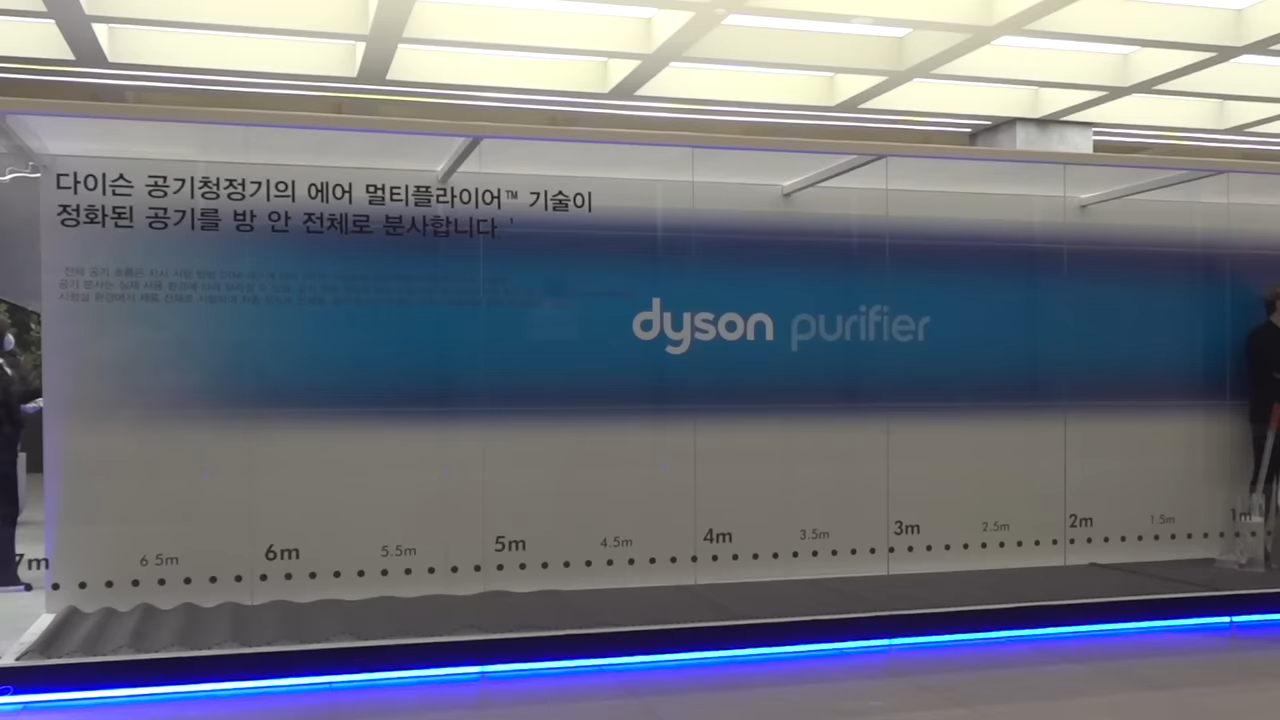 다이슨 공기청정기의 에어 멀티플라이어™ 기술이
정화된 공기를 방 안 전체로 분사합니다.¹
dyson purifier
7m 6.5m 6m 5.5m 5m 4.5m 4m 3.5m 3m 2.5m 2m 1.5m 1m